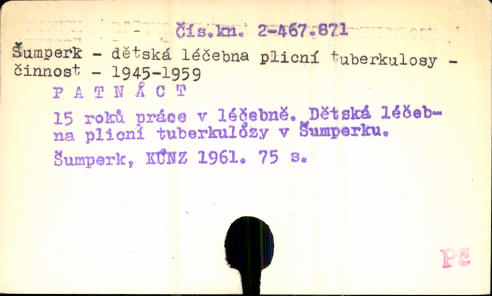 Čís.kn. 2-467.871
Šumperk - dětská léčebna plicní tuberkulosy -
činnost - 1945-1959
P A T N Á C T
15 roků práce v léčebně. Dětská léčeb-
na plicní tuberkulózy v Šumperku.
Šumperk, KÚNZ 1961. 75 s.
Pč